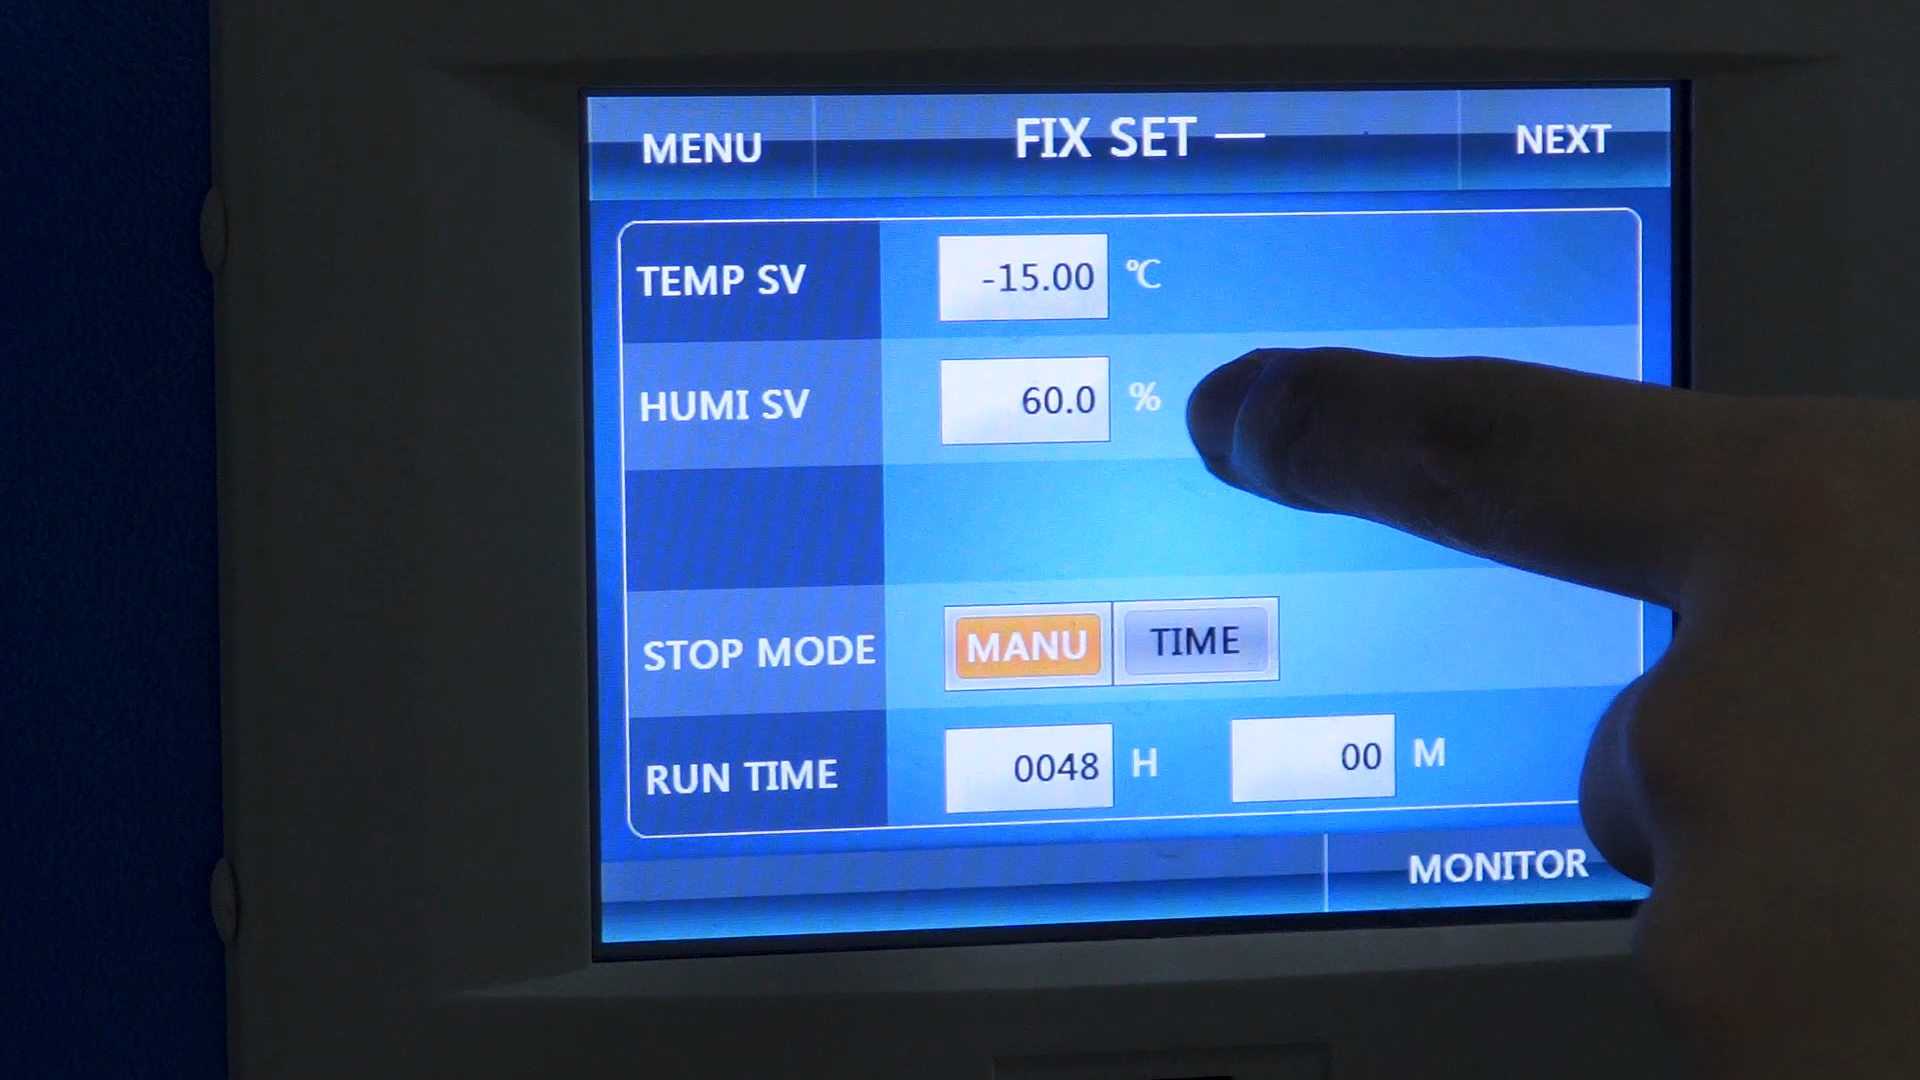 MENU FIX SET — NEXT
TEMP SV -15.00 ℃
HUMI SV 60.0 %
STOP MODE MANU TIME
RUN TIME 0048 H 00 M
MONITOR